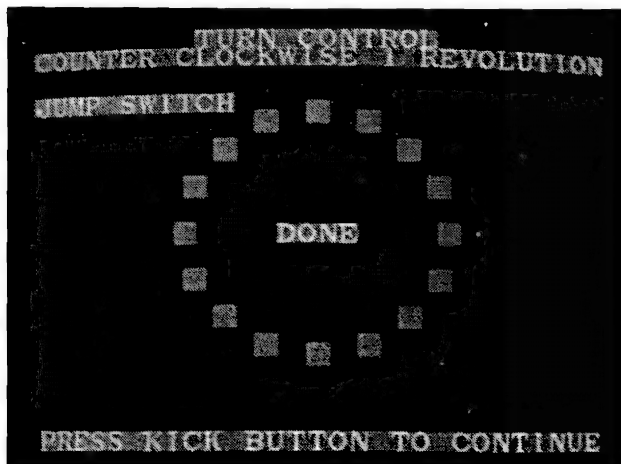 TURN CONTROL
COUNTER CLOCKWISE 1 REVOLUTION
JUMP SWITCH
DONE
PRESS KICK BUTTON TO CONTINUE